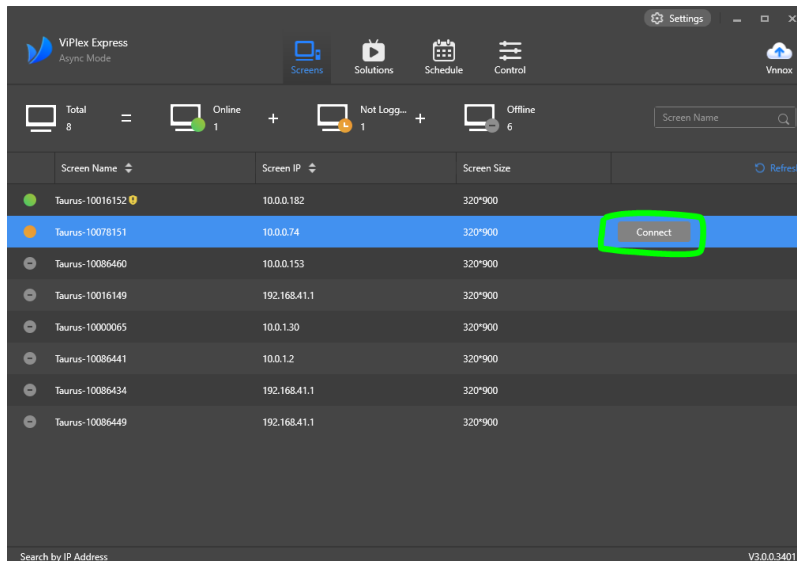 Settings
ViPlex Express
Async Mode
Screens
Solutions
Schedule
Control
Vnnox
Total
8
=
Online
1
+
Not Logg...
1
+
Offline
6
Screen Name
Screen Name
Screen IP
Screen Size
Refres
Taurus-10016152 10.0.0.182 320*900
Taurus-10078151 10.0.0.74 320*900 Connect
Taurus-10086460 10.0.0.153 320*900
Taurus-10016149 192.168.41.1 320*900
Taurus-10000065 10.0.1.30 320*900
Taurus-10086441 10.0.1.2 320*900
Taurus-10086434 192.168.41.1 320*900
Taurus-10086449 192.168.41.1 320*900
Search by IP Address
V3.0.0.3401